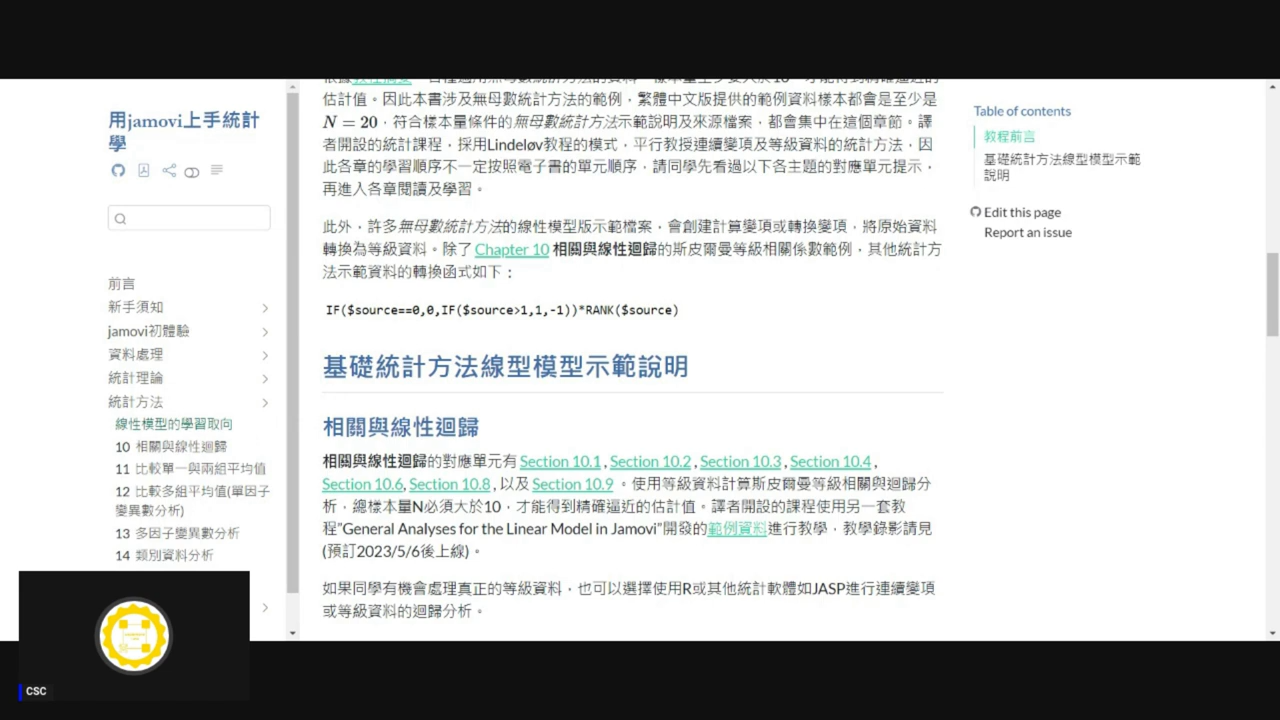 用jamovi上手統計
學
前言
新手須知
jamovi初體驗
資料處理
統計理論
統計方法
線性模型的學習取向
10 相關與線性迴歸
11 比較單一與兩組平均值
12 比較多組平均值(單因子
變異數分析)
13 多因子變異數分析
14 類別資料分析
估計值。因此本書涉及無母數統計方法的範例，繁體中文版提供的範例資料樣本都會是至少是
N = 20，符合樣本量條件的無母數統計方法示範說明及來源檔案，都會集中在這個章節。譯
者開設的統計課程，採用Lindeløv教程的模式，平行教授連續變項及等級資料的統計方法，因
此各章的學習順序不一定按照電子書的單元順序，請同學先看過以下各主題的對應單元提示，
再進入各章閱讀及學習。
此外，許多無母數統計方法的線性模型版示範檔案，會創建計算變項或轉換變項，將原始資料
轉換為等級資料。除了 Chapter 10 相關與線性迴歸的斯皮爾曼等級相關係數範例，其他統計方
法示範資料的轉換函式如下：
IF($source==0,0,IF($source>1,1,-1))*RANK($source)
基礎統計方法線型模型示範說明
相關與線性迴歸
相關與線性迴歸的對應單元有 Section 10.1 , Section 10.2 , Section 10.3 , Section 10.4 ,
Section 10.6, Section 10.8 , 以及 Section 10.9 。使用等級資料計算斯皮爾曼等級相關與迴歸分
析，總樣本量N必須大於10，才能得到精確逼近的估計值。譯者開設的課程使用另一套教
程"General Analyses for the Linear Model in Jamovi"開發的範例資料進行教學，教學錄影請見
(預訂2023/5/6後上線)。
如果同學有機會處理真正的等級資料，也可以選擇使用R或其他統計軟體如JASP進行連續變項
或等級資料的迴歸分析。
Table of contents
教程前言
基礎統計方法線型模型示範
說明
Edit this page
Report an issue
CSC